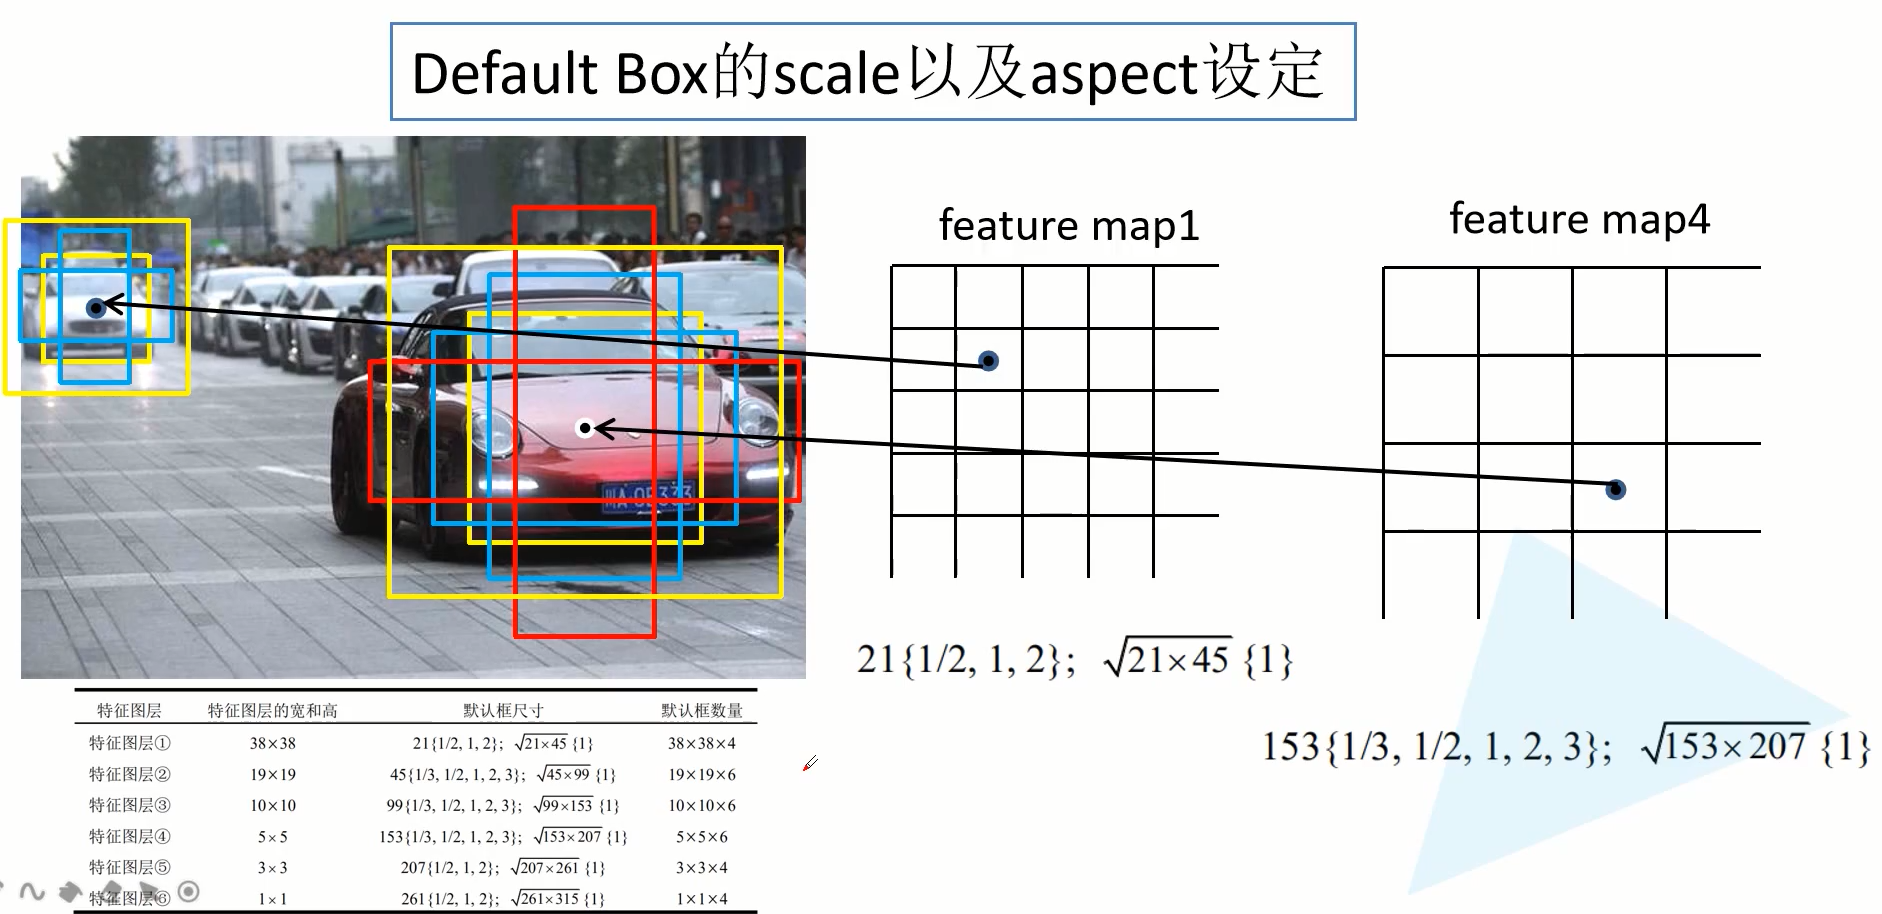 Default Box的scale以及aspect设定
feature map1
feature map4
川A·0E333
21{1/2, 1, 2}; √21×45 {1}
153{1/3, 1/2, 1, 2, 3}; √153×207 {1}
特征图层 特征图层的宽和高 默认框尺寸 默认框数量
特征图层① 38×38 21{1/2, 1, 2}; √21×45 {1} 38×38×4
特征图层② 19×19 45{1/3, 1/2, 1, 2, 3}; √45×99 {1} 19×19×6
特征图层③ 10×10 99{1/3, 1/2, 1, 2, 3}; √99×153 {1} 10×10×6
特征图层④ 5×5 153{1/3, 1/2, 1, 2, 3}; √153×207 {1} 5×5×6
特征图层⑤ 3×3 207{1/2, 1, 2}; √207×261 {1} 3×3×4
特征图层⑥ 1×1 261{1/2, 1, 2}; √261×315 {1} 1×1×4